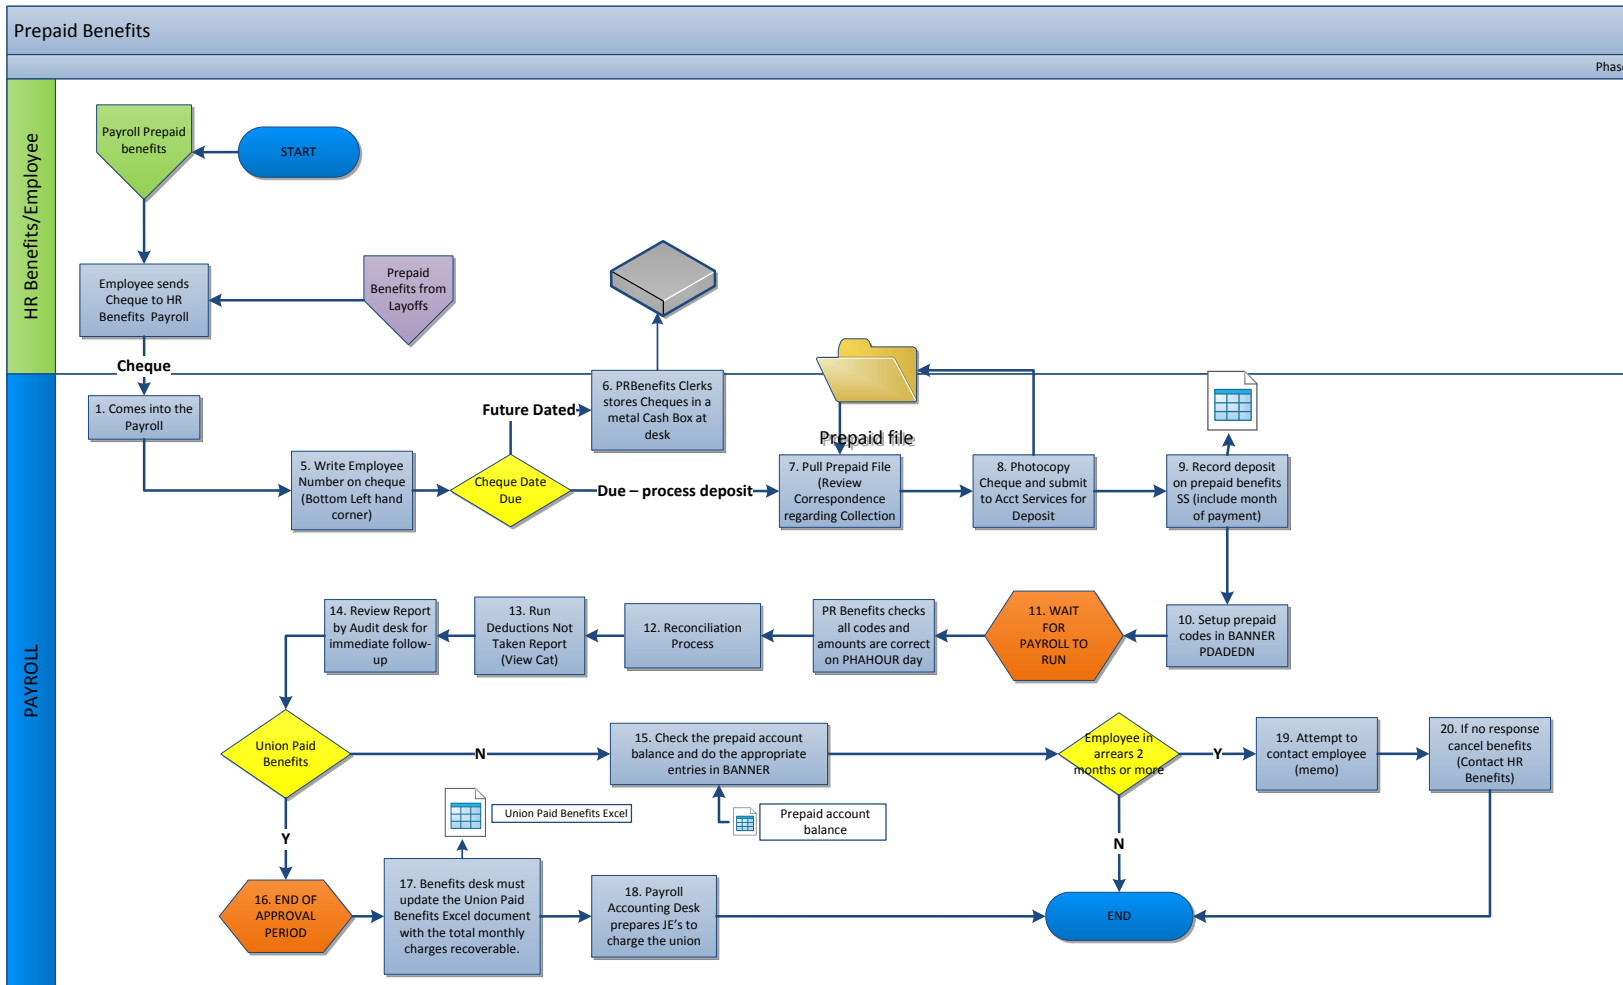 Prepaid Benefits
Phase
HR Benefits/Employee
Payroll Prepaid
benefits
START
Employee sends
Cheque to HR
Benefits  Payroll
Prepaid
Benefits from
Layoffs
Cheque
PAYROLL
1. Comes into the
Payroll
5. Write Employee
Number on cheque
(Bottom Left hand
corner)
Cheque Date
Due
Future Dated
6. PRBenefits Clerks
stores Cheques in a
metal Cash Box at
desk
Due – process deposit
Prepaid file
7. Pull Prepaid File
(Review
Correspondence
regarding Collection
8. Photocopy
Cheque and submit
to Acct Services for
Deposit
9. Record deposit
on prepaid benefits
SS (include month
of payment)
10. Setup prepaid
codes in BANNER
PDADEDN
11. WAIT
FOR
PAYROLL TO
RUN
PR Benefits checks
all codes and
amounts are correct
on PHAHOUR day
12. Reconciliation
Process
13. Run
Deductions Not
Taken Report
(View Cat)
14. Review Report
by Audit desk for
immediate follow-
up
Union Paid
Benefits
N
15. Check the prepaid account
balance and do the appropriate
entries in BANNER
Prepaid account
balance
Employee in
arrears 2
months or more
Y
19. Attempt to
contact employee
(memo)
20. If no response
cancel benefits
(Contact HR
Benefits)
N
Y
Union Paid Benefits Excel
16. END OF
APPROVAL
PERIOD
17. Benefits desk must
update the Union Paid
Benefits Excel document
with the total monthly
charges recoverable.
18. Payroll
Accounting Desk
prepares JE's to
charge the union
END